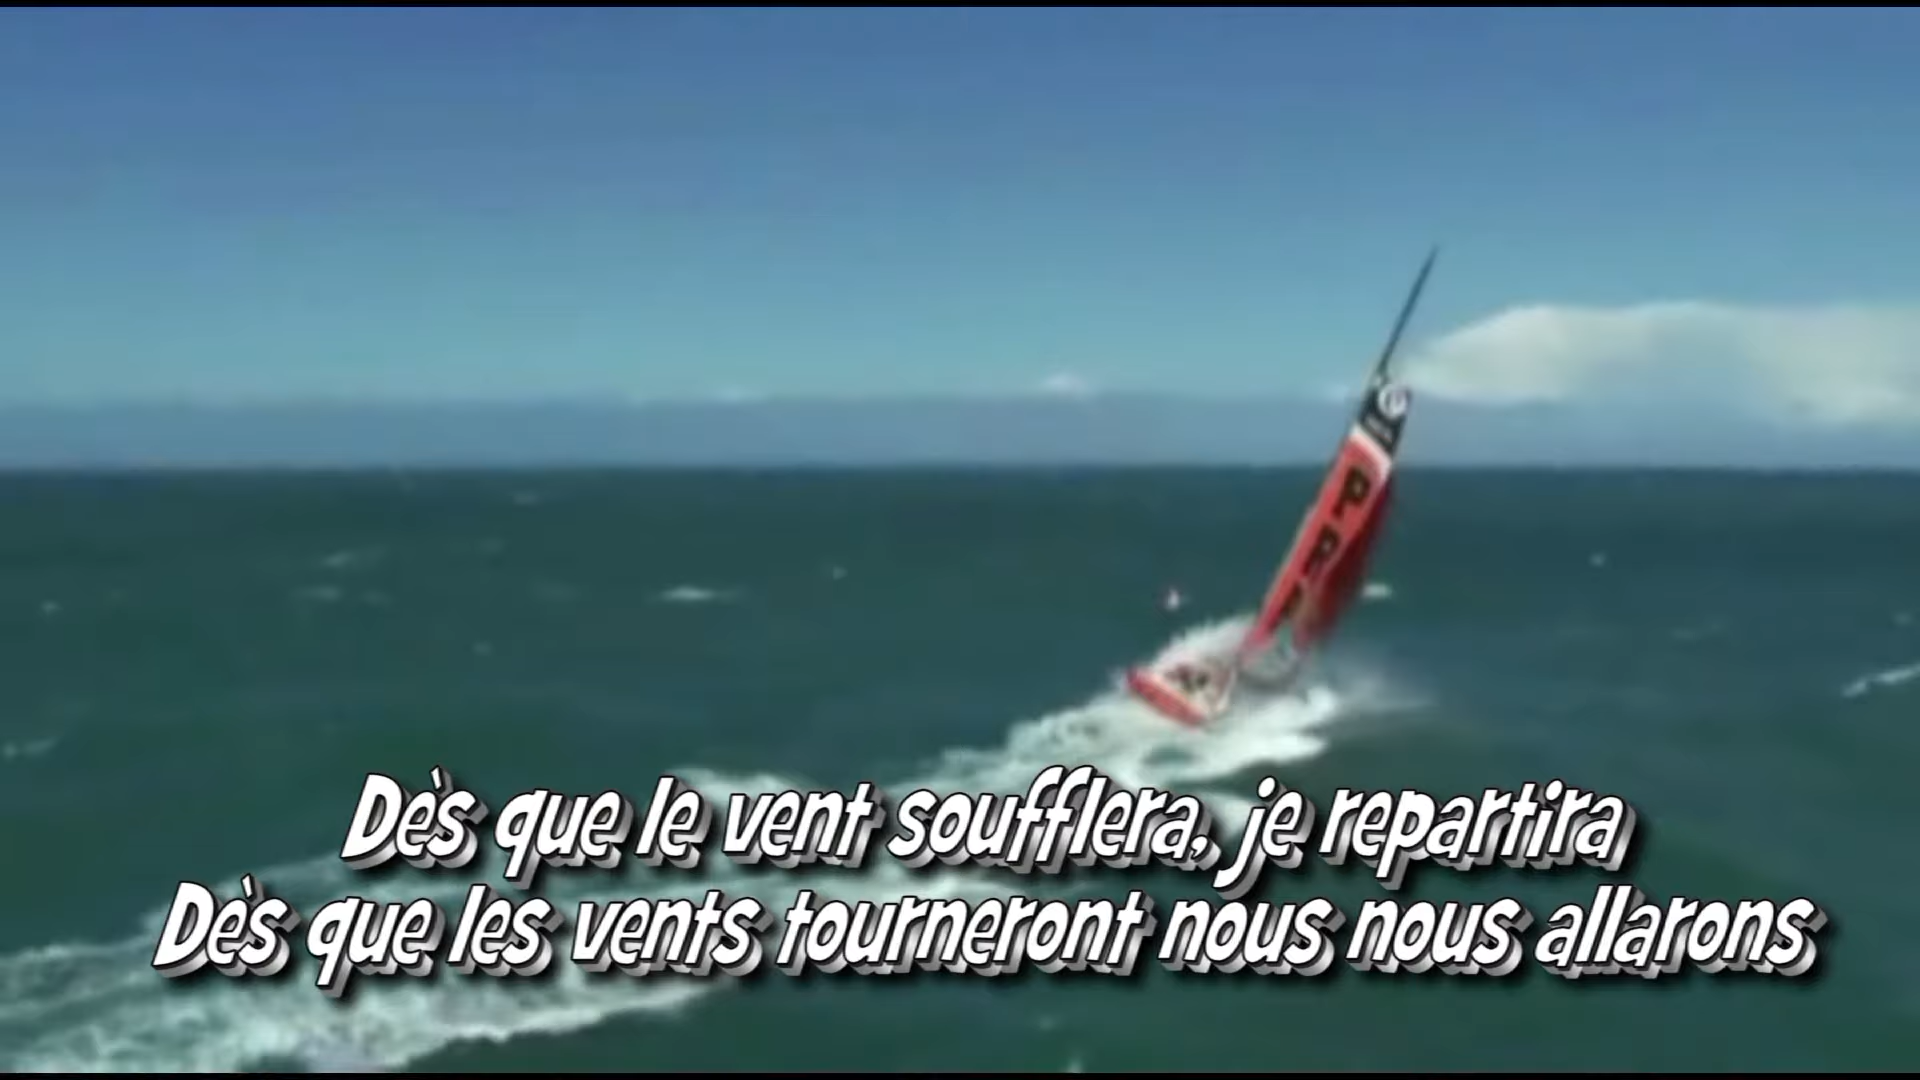 Dès que le vent soufflera, je repartira
Dès que les vents tourneront nous nous allarons